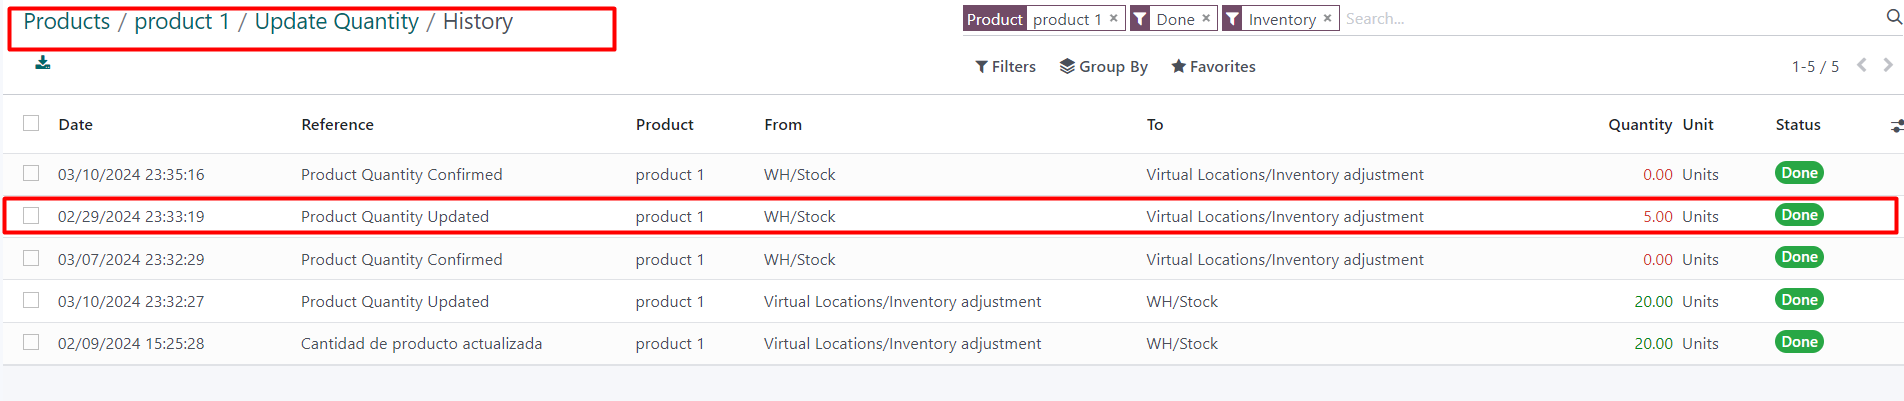 Products / product 1 / Update Quantity / History
Product product 1 × Done × Inventory × Search...
Filters Group By Favorites 1-5 / 5
Date Reference Product From To Quantity Unit Status
03/10/2024 23:35:16 Product Quantity Confirmed product 1 WH/Stock Virtual Locations/Inventory adjustment 0.00 Units Done
02/29/2024 23:33:19 Product Quantity Updated product 1 WH/Stock Virtual Locations/Inventory adjustment 5.00 Units Done
03/07/2024 23:32:29 Product Quantity Confirmed product 1 WH/Stock Virtual Locations/Inventory adjustment 0.00 Units Done
03/10/2024 23:32:27 Product Quantity Updated product 1 Virtual Locations/Inventory adjustment WH/Stock 20.00 Units Done
02/09/2024 15:25:28 Cantidad de producto actualizada product 1 Virtual Locations/Inventory adjustment WH/Stock 20.00 Units Done